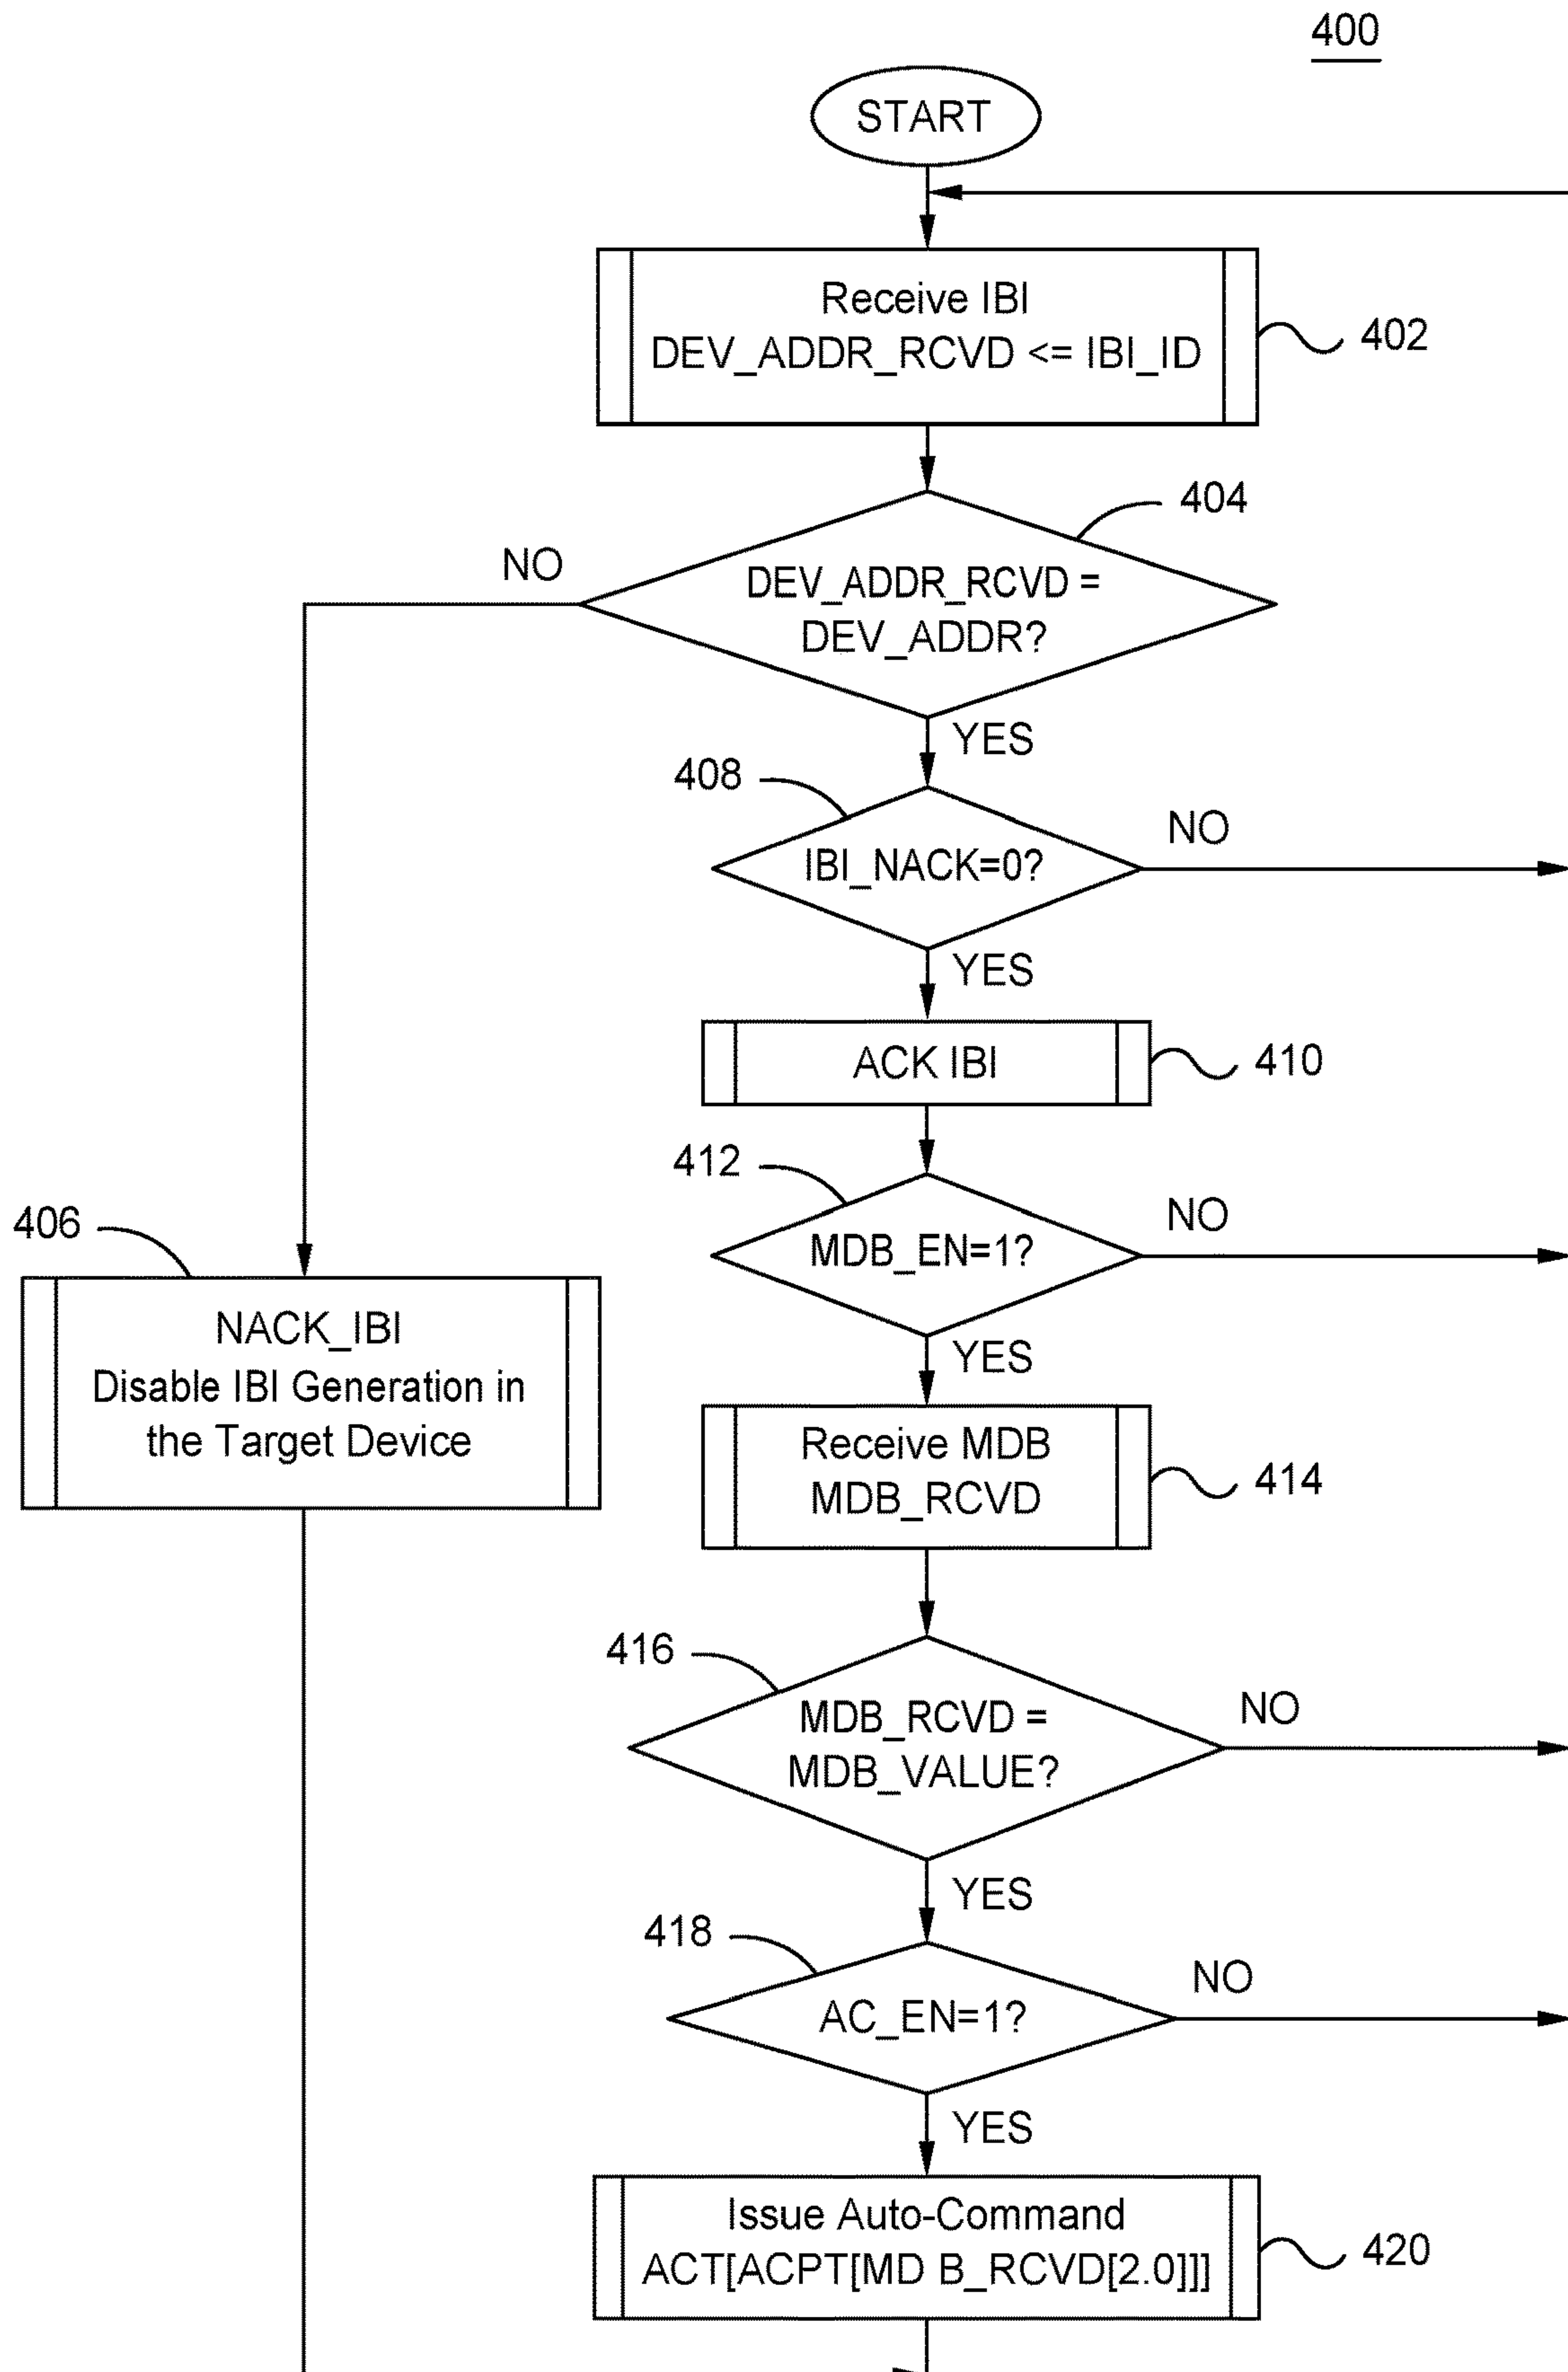 400
START
Receive IBI
DEV_ADDR_RCVD <= IBI_ID
402
404
NO
DEV_ADDR_RCVD =
DEV_ADDR?
YES
408
NO
IBI_NACK=0?
YES
ACK IBI
410
412
NO
MDB_EN=1?
406
YES
NACK_IBI
Disable IBI Generation in
the Target Device
Receive MDB
MDB_RCVD
414
416
NO
MDB_RCVD =
MDB_VALUE?
YES
418
NO
AC_EN=1?
YES
Issue Auto-Command
ACT[ACPT[MD B_RCVD[2.0]]]
420